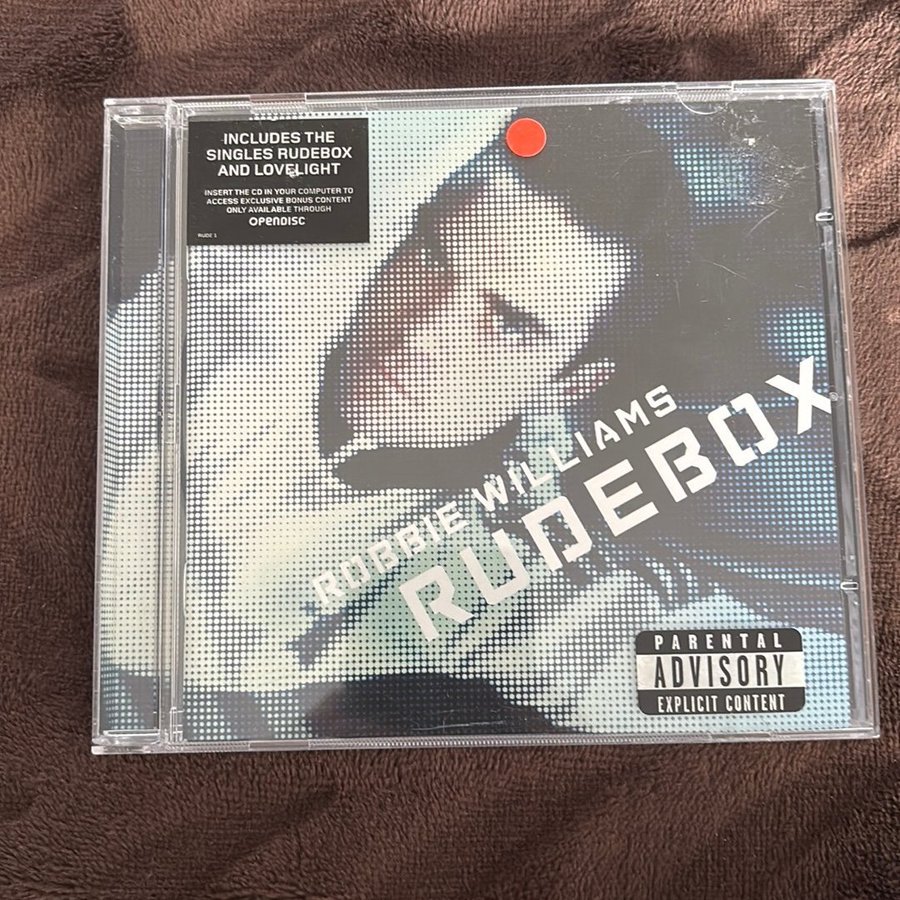 INCLUDES THE
SINGLES RUDEBOX
AND LOVELIGHT
INSERT THE CD IN YOUR COMPUTER TO
ACCESS EXCLUSIVE BONUS CONTENT
ONLY AVAILABLE THROUGH
OPENDISC
RUDE 1
ROBBIE WILLIAMS
RUDEBOX
PARENTAL
ADVISORY
EXPLICIT CONTENT